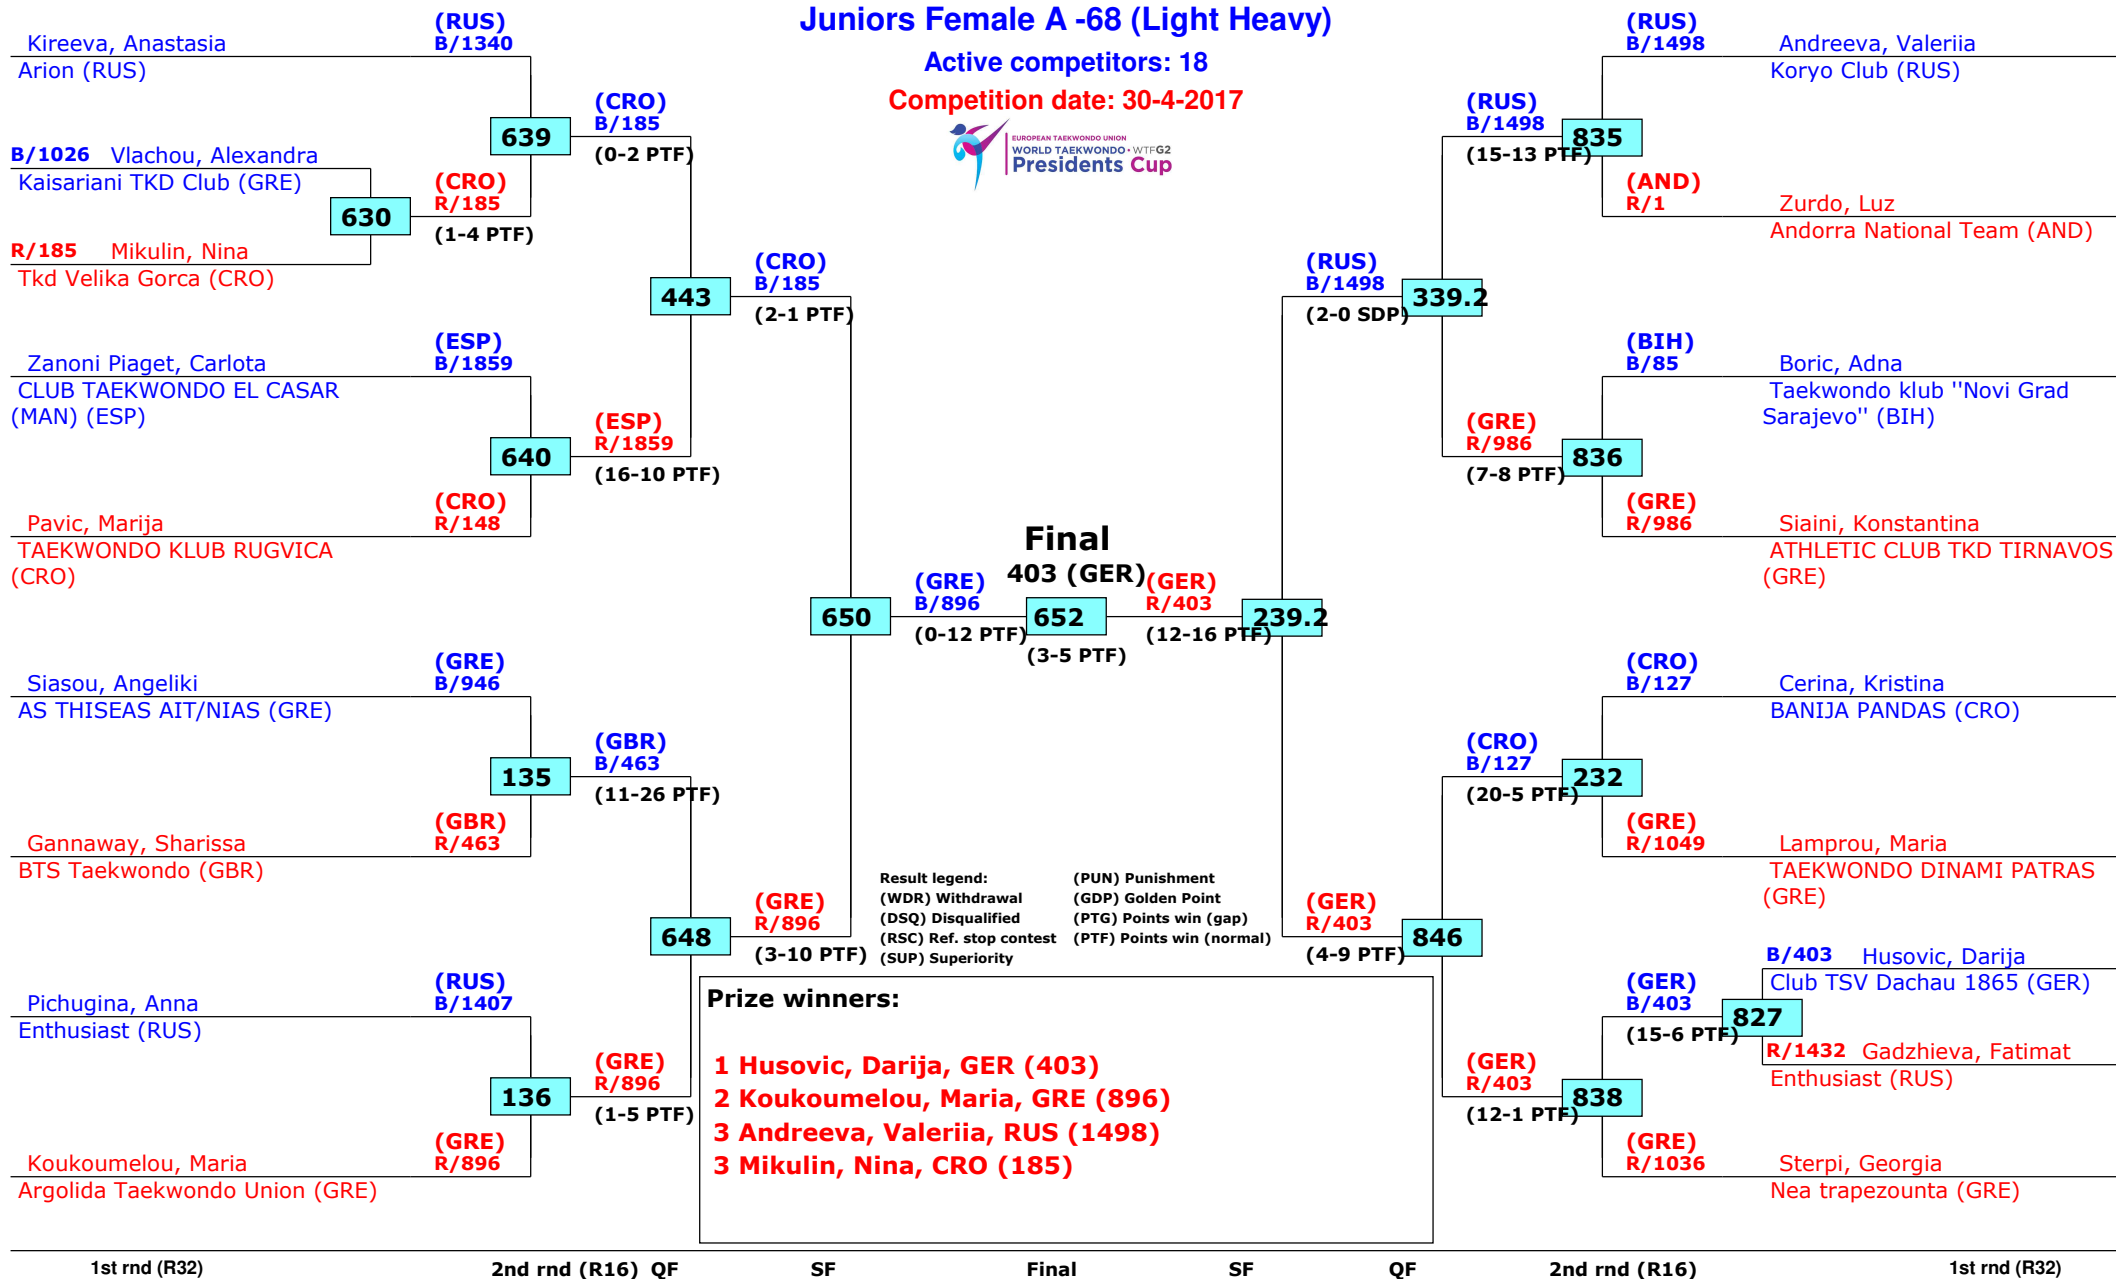 Juniors Female A -68 (Light Heavy)
Active competitors: 18
Competition date: 30-4-2017
EUROPEAN TAEKWONDO UNION
WORLD TAEKWONDO • WTFG2
Presidents Cup
Kireeva, Anastasia
Arion (RUS)
(RUS)
B/1340
B/1026 Vlachou, Alexandra
Kaisariani TKD Club (GRE)
630
R/185 Mikulin, Nina
Tkd Velika Gorca (CRO)
(CRO)
R/185
(1-4 PTF)
639
(CRO)
B/185
(0-2 PTF)
Zanoni Piaget, Carlota
CLUB TAEKWONDO EL CASAR
(MAN) (ESP)
(ESP)
B/1859
640
Pavic, Marija
TAEKWONDO KLUB RUGVICA
(CRO)
(CRO)
R/148
(ESP)
R/1859
(16-10 PTF)
443
(CRO)
B/185
(2-1 PTF)
Siasou, Angeliki
AS THISEAS AIT/NIAS (GRE)
(GRE)
B/946
135
Gannaway, Sharissa
BTS Taekwondo (GBR)
(GBR)
R/463
(GBR)
B/463
(11-26 PTF)
Pichugina, Anna
Enthusiast (RUS)
(RUS)
B/1407
136
Koukoumelou, Maria
Argolida Taekwondo Union (GRE)
(GRE)
R/896
(GRE)
R/896
(1-5 PTF)
648
(GRE)
R/896
(3-10 PTF)
650
(GRE)
B/896
(0-12 PTF)
Final
403 (GER)
652
(3-5 PTF)
(GER)
R/403
(12-16 PTF)
239.2
(RUS)
B/1498
(2-0 SDP)
339.2
(RUS)
B/1498
(15-13 PTF)
835
(RUS)
B/1498
Andreeva, Valeriia
Koryo Club (RUS)
(AND)
R/1
Zurdo, Luz
Andorra National Team (AND)
(GRE)
R/986
(7-8 PTF)
836
(BIH)
B/85
Boric, Adna
Taekwondo klub "Novi Grad
Sarajevo" (BIH)
(GRE)
R/986
Siaini, Konstantina
ATHLETIC CLUB TKD TIRNAVOS
(GRE)
(GER)
R/403
(4-9 PTF)
846
(CRO)
B/127
(20-5 PTF)
232
(CRO)
B/127
Cerina, Kristina
BANIJA PANDAS (CRO)
(GRE)
R/1049
Lamprou, Maria
TAEKWONDO DINAMI PATRAS
(GRE)
(GER)
R/403
(12-1 PTF)
838
(GER)
B/403
(15-6 PTF)
827
B/403 Husovic, Darija
Club TSV Dachau 1865 (GER)
R/1432 Gadzhieva, Fatimat
Enthusiast (RUS)
(GRE)
R/1036
Sterpi, Georgia
Nea trapezounta (GRE)
Result legend: (PUN) Punishment
(WDR) Withdrawal (GDP) Golden Point
(DSQ) Disqualified (PTG) Points win (gap)
(RSC) Ref. stop contest (PTF) Points win (normal)
(SUP) Superiority
Prize winners:
1 Husovic, Darija, GER (403)
2 Koukoumelou, Maria, GRE (896)
3 Andreeva, Valeriia, RUS (1498)
3 Mikulin, Nina, CRO (185)
1st rnd (R32) 2nd rnd (R16) QF SF Final SF QF 2nd rnd (R16) 1st rnd (R32)